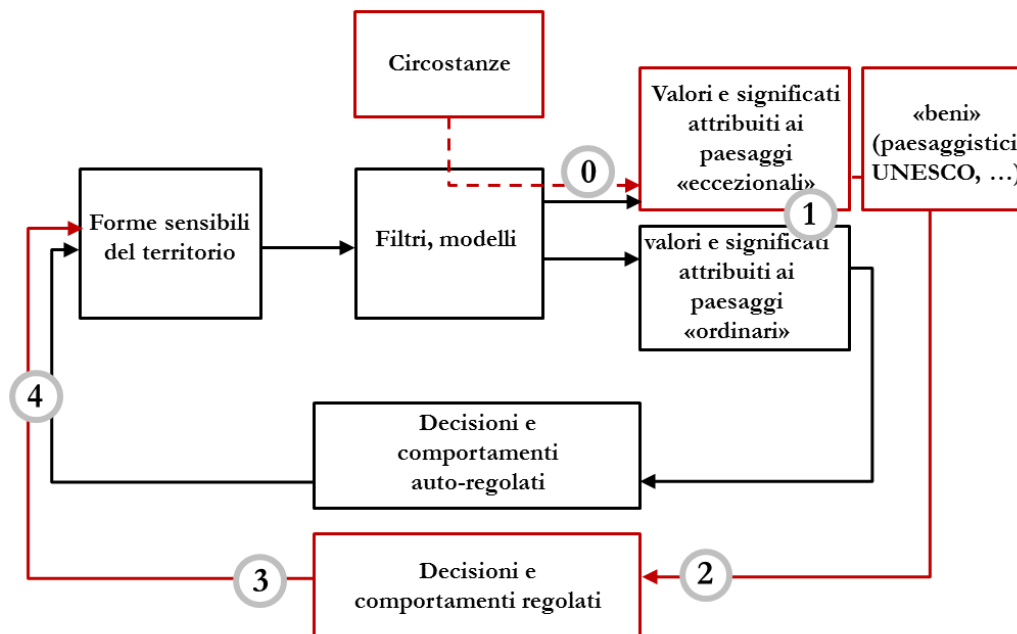 Circostanze
0
Valori e significati
attribuiti ai
paesaggi
«eccezionali»
1
«beni»
(paesaggistici
UNESCO, …)
Forme sensibili
del territorio
Filtri, modelli
valori e significati
attribuiti ai
paesaggi
«ordinari»
4
Decisioni e
comportamenti
auto-regolati
3
Decisioni e
comportamenti regolati
2